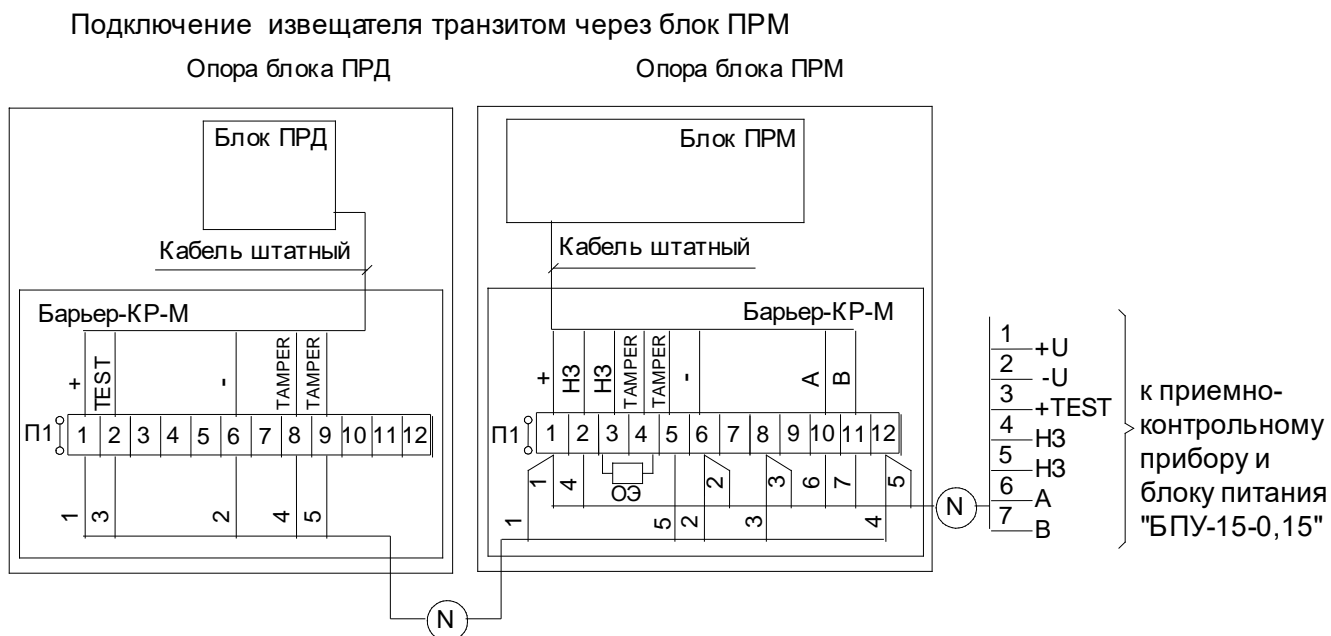 Подключение извещателя транзитом через блок ПРМ
Опора блока ПРД
Опора блока ПРМ
Блок ПРД
Кабель штатный
Барьер-КР-М
+
TEST
-
TAMPER
TAMPER
П1
1 2 3 4 5 6 7 8 9 10 11 12
1 3 2 4 5
N
Блок ПРМ
Кабель штатный
Барьер-КР-М
+
НЗ
НЗ
TAMPER
TAMPER
-
А
В
П1
1 2 3 4 5 6 7 8 9 10 11 12
ОЭ
1 4 2 3 6 7 5
1 5 2 3 4
N
1 +U
2 -U
3 +TEST
4 НЗ
5 НЗ
6 А
7 В
к приемно-
контрольному
прибору и
блоку питания
"БПУ-15-0,15"